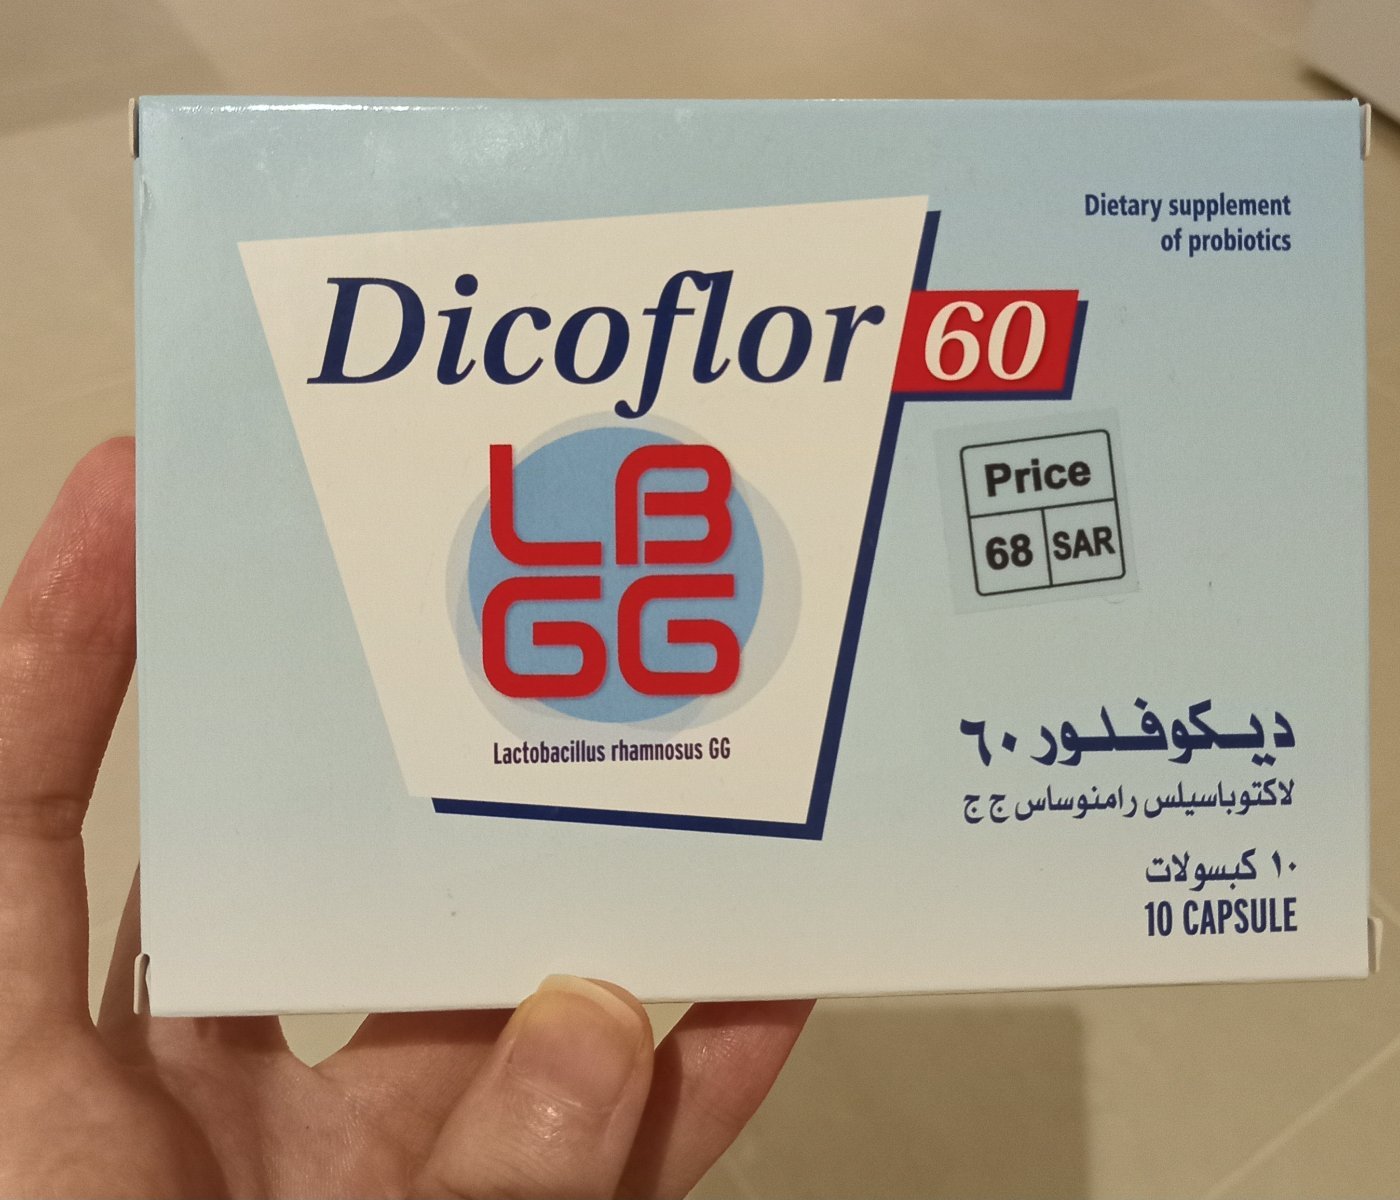 Dietary supplement
of probiotics
Dicoflor 60
LB
GG
Lactobacillus rhamnosus GG
Price
68 SAR
ديكوفلور ٦٠
لاكتوباسيلس رامنوساس ج ج
١٠ كبسولات
10 CAPSULE